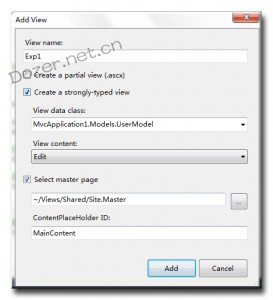 Add View
View name:
Exp1
Dozer.net.cn
Create a partial view (.ascx)
Create a strongly-typed view
View data class:
MvcApplication1.Models.UserModel
View content:
Edit
Select master page
~/Views/Shared/Site.Master
...
ContentPlaceHolder ID:
MainContent
Add
Cancel